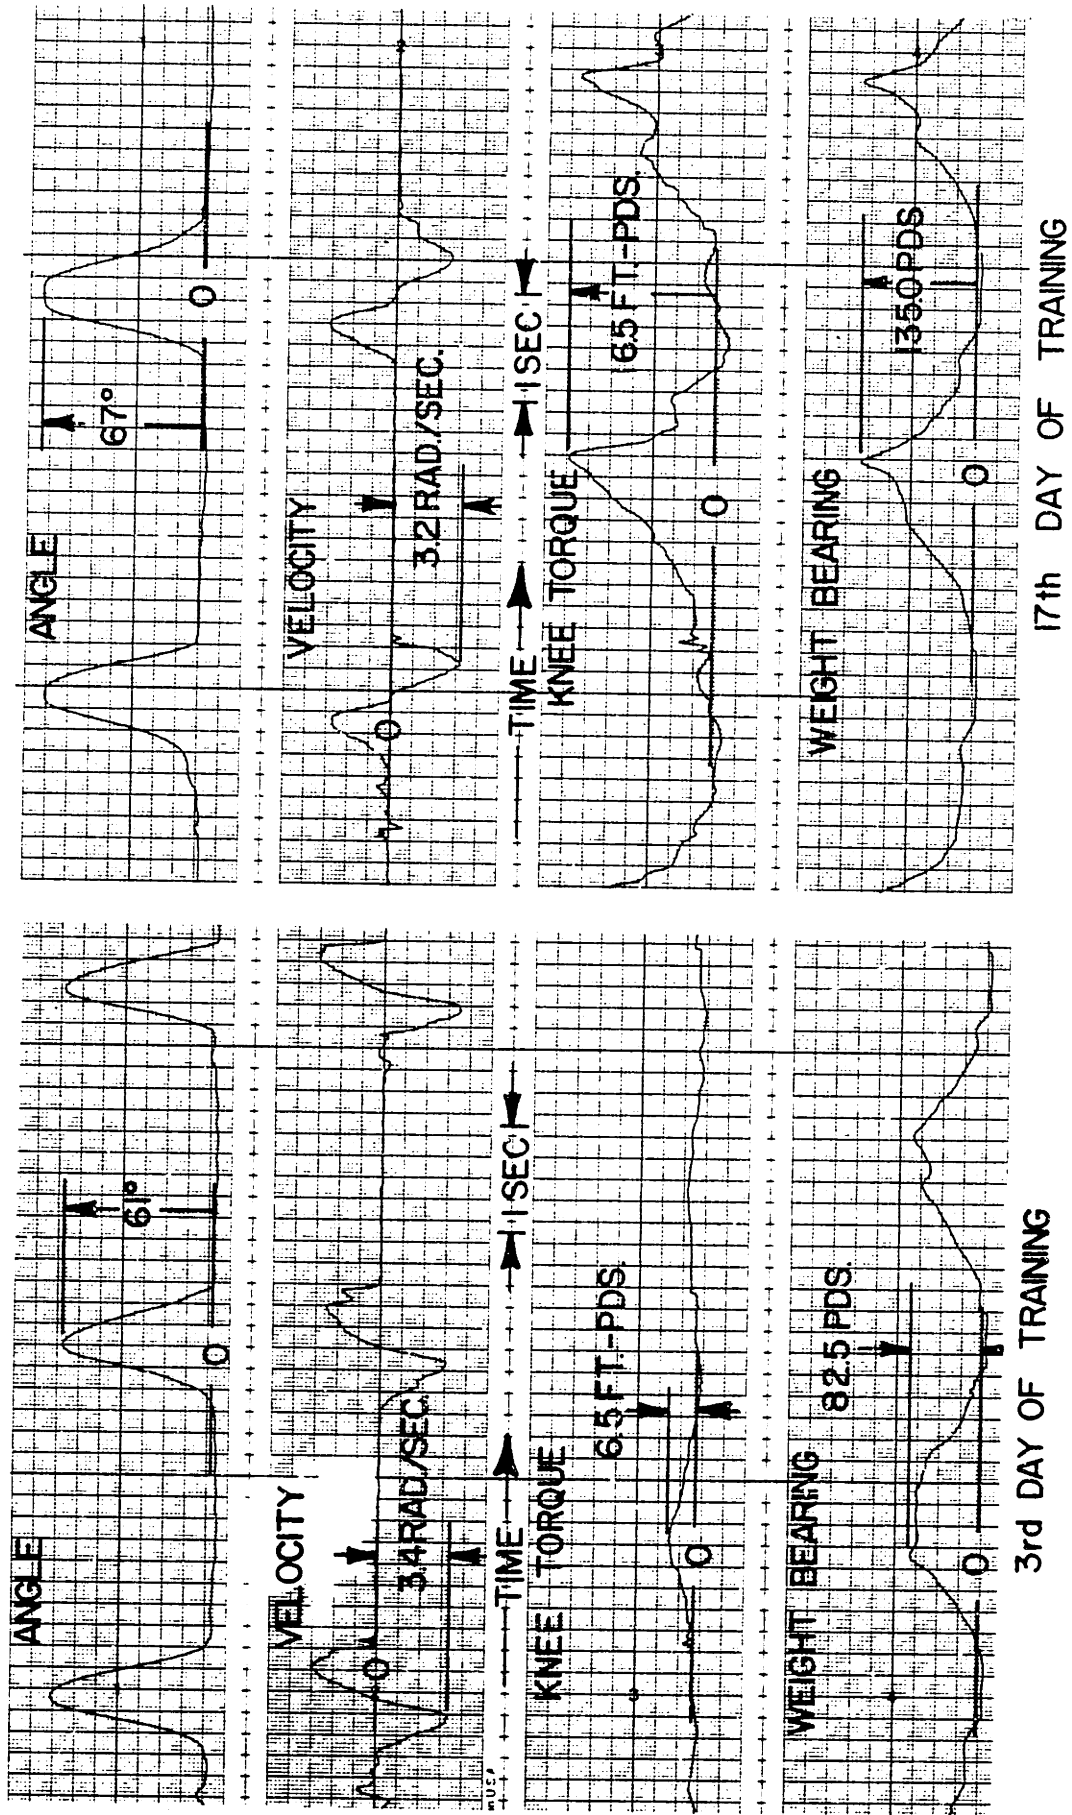 ANGLE
61°
0
VELOCITY
0
3.4 RAD./SEC.
TIME
1 SEC
KNEE TORQUE
6.5 FT.-PDS.
0
WEIGHT BEARING
82.5 PDS.
0
3rd DAY OF TRAINING
ANGLE
67°
0
VELOCITY
0
3.2 RAD./SEC.
TIME
1 SEC
KNEE TORQUE
16.5 FT.-PDS.
0
WEIGHT BEARING
135.0 PDS
0
17th DAY OF TRAINING